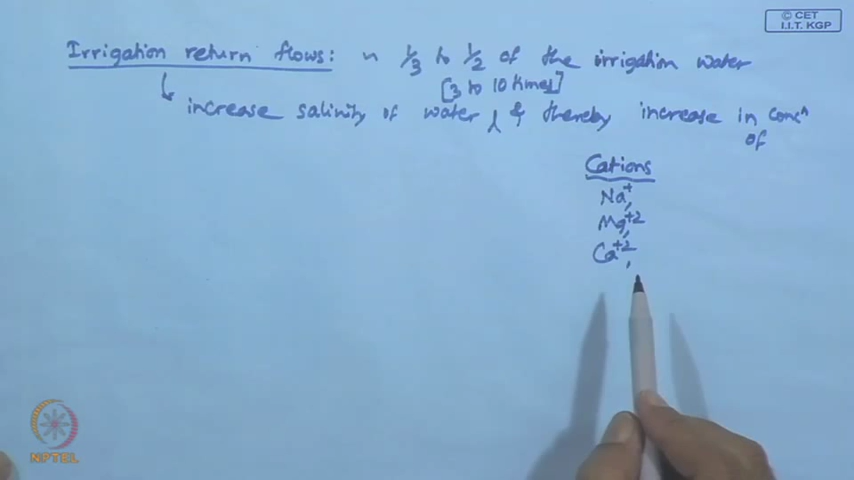 © CET
I.I.T. KGP
Irrigation return flows: ~ 1/3 to 1/2 of the irrigation water
[3 to 10 times]
increase salinity of water, & thereby increase in concⁿ
of
Cations
Na⁺,
Mg⁺²,
Ca⁺²,
NPTEL